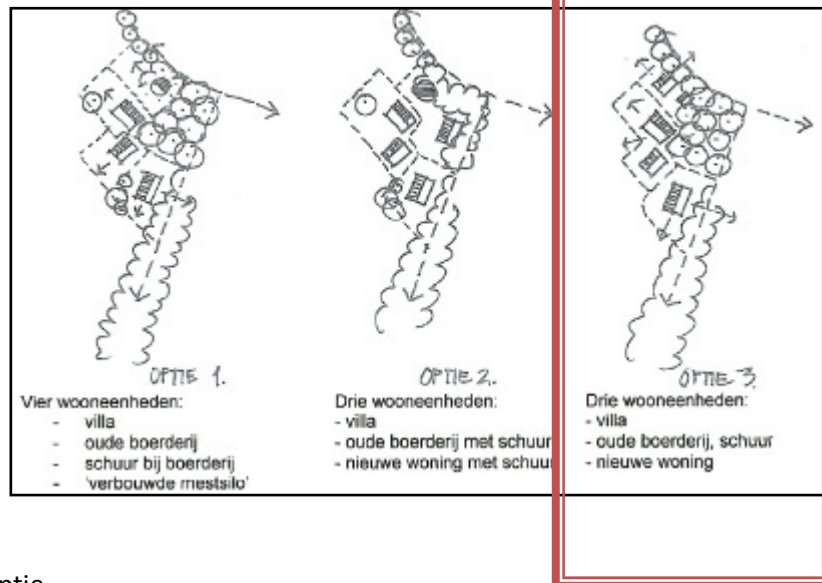 OPTIE 1.
Vier wooneenheden:
- villa
- oude boerderij
- schuur bij boerderij
- 'verbouwde mestsilo'
OPTIE 2.
Drie wooneenheden:
- villa
- oude boerderij met schuur
- nieuwe woning met schuur
OPTIE 3.
Drie wooneenheden:
- villa
- oude boerderij, schuur
- nieuwe woning